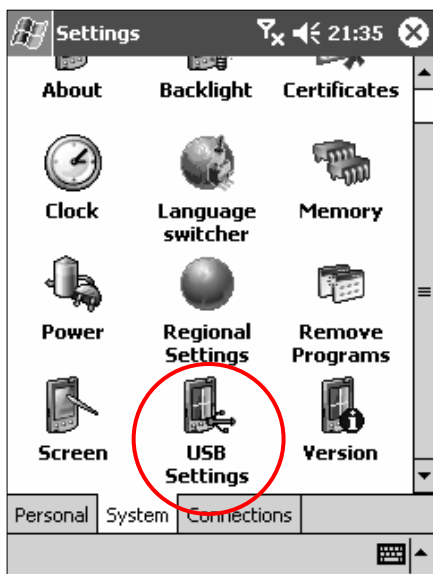 Settings 21:35
About Backlight Certificates
Clock Language switcher Memory
Power Regional Settings Remove Programs
Screen USB Settings Version
Personal System Connections